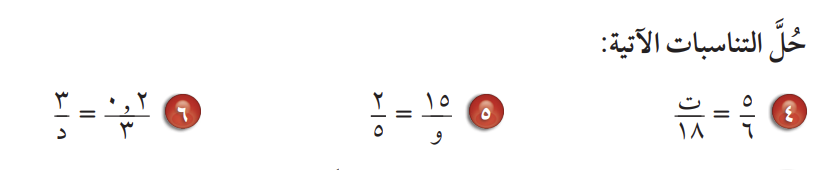 حُلَّ التناسبات الآتية:
٤ ٥/٦ = ت/١٨
٥ ١٥/و = ٢/٥
٦ ٠,٢/٣ = ٣/د